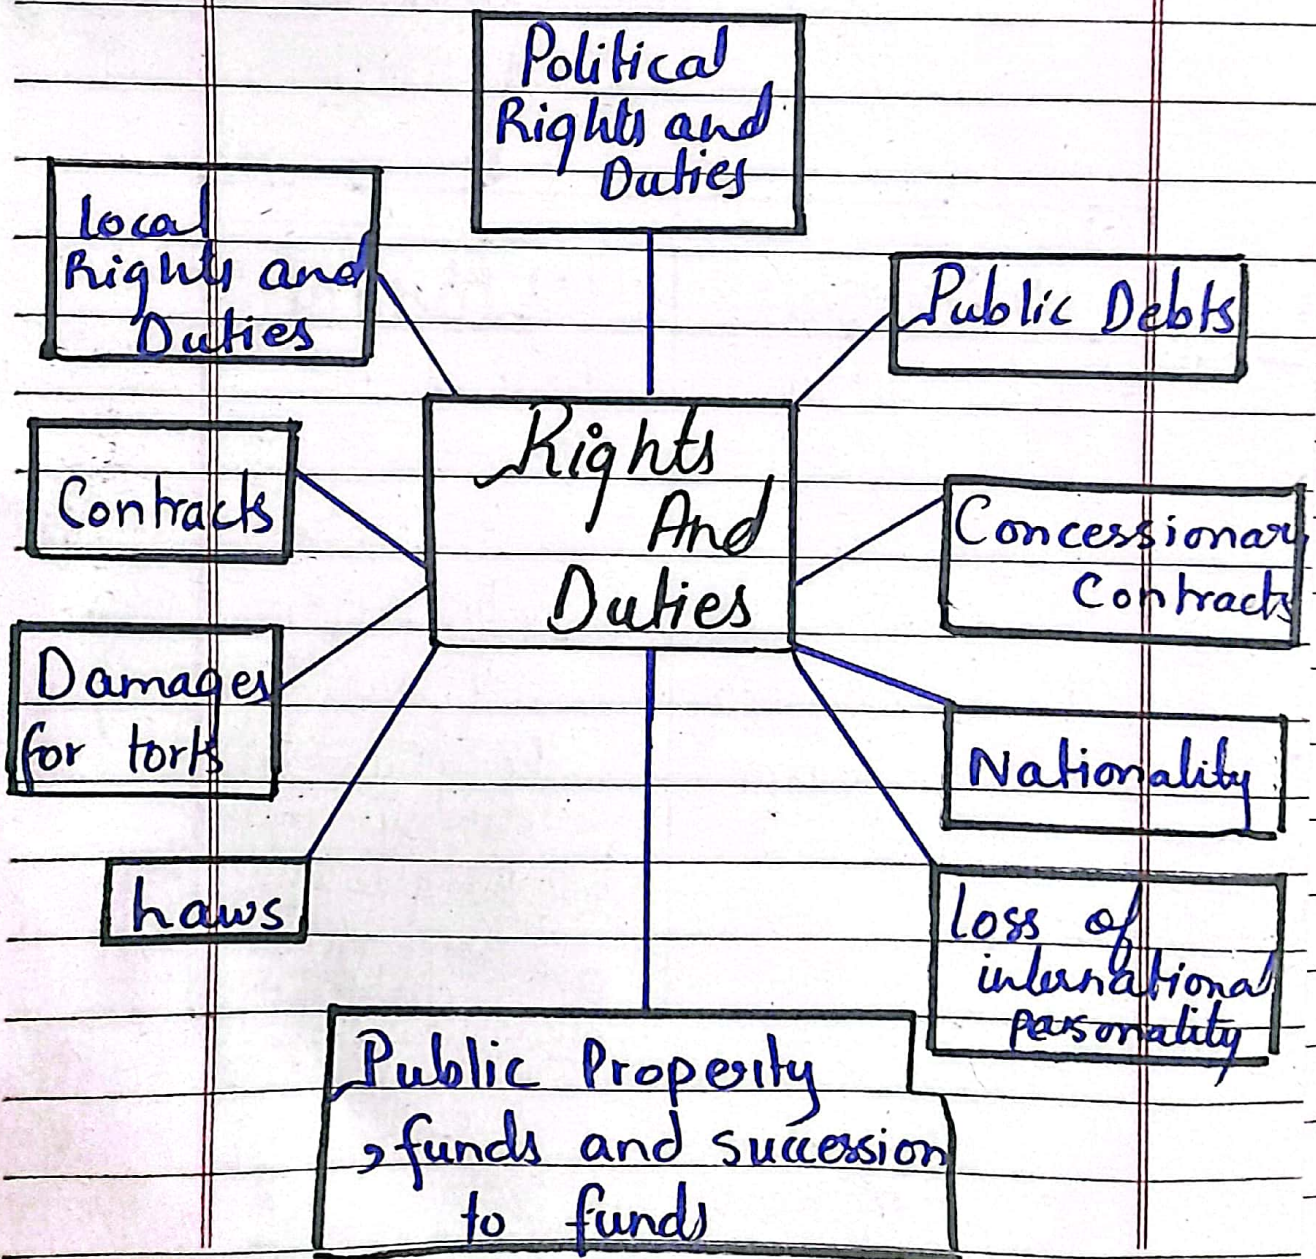 Political
Rights and
Duties
Local
Rights and
Duties
Public Debts
Rights
And
Duties
Contracts
Concessionary
Contracts
Damages
for torts
Nationality
Laws
Loss of
international
personality
Public Property
, funds and succession
to funds